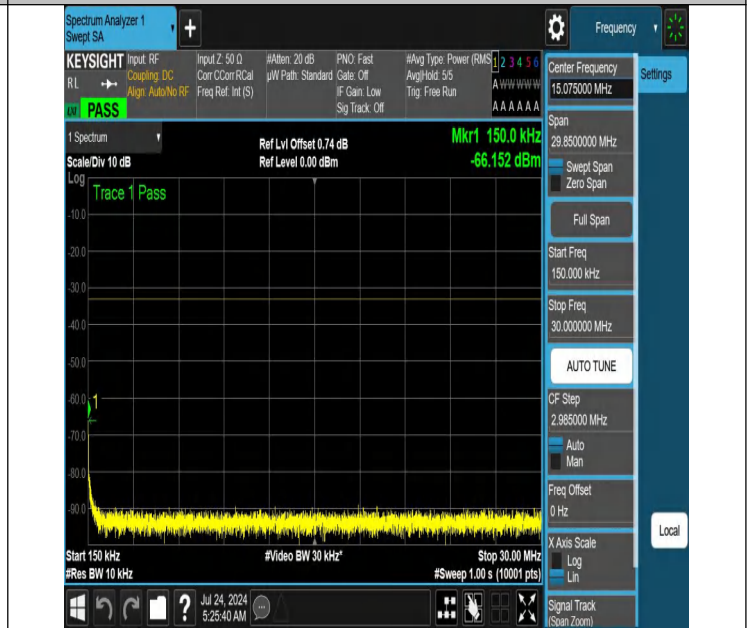 Spectrum Analyzer 1
Swept SA
+
Frequency
KEYSIGHT
RL
PASS
Input: RF
Coupling: DC
Align: Auto/No RF
Input Z: 50 Ω
Corr CCorr RCal
Freq Ref: Int (S)
#Atten: 20 dB
µW Path: Standard
PNO: Fast
Gate: Off
IF Gain: Low
Sig Track: Off
#Avg Type: Power (RMS
Avg|Hold: 5/5
Trig: Free Run
1 2 3 4 5 6
A W W W W W
A A A A A A
1 Spectrum
Scale/Div 10 dB
Ref Lvl Offset 0.74 dB
Ref Level 0.00 dBm
Mkr1 150.0 kHz
-66.152 dBm
Log
Trace 1 Pass
-10.0
-20.0
-30.0
-40.0
-50.0
-60.0
1
-70.0
-80.0
-90.0
Start 150 kHz
#Res BW 10 kHz
#Video BW 30 kHz*
Stop 30.00 MHz
#Sweep 1.00 s (10001 pts)
Center Frequency
15.075000 MHz
Settings
Span
29.8500000 MHz
Swept Span
Zero Span
Full Span
Start Freq
150.000 kHz
Stop Freq
30.000000 MHz
AUTO TUNE
CF Step
2.985000 MHz
Auto
Man
Freq Offset
0 Hz
X Axis Scale
Log
Lin
Local
Signal Track
(Span Zoom)
?
Jul 24, 2024
5:25:40 AM